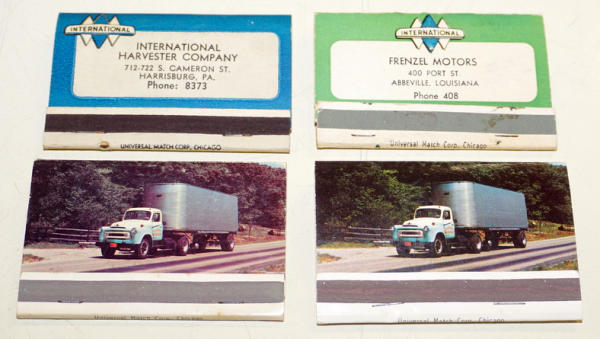 INTERNATIONAL
INTERNATIONAL
HARVESTER COMPANY
712-722 S. CAMERON ST.
HARRISBURG, PA.
Phone: 8373
UNIVERSAL MATCH CORP., CHICAGO
INTERNATIONAL
FRENZEL MOTORS
400 PORT ST.
ABBEVILLE, LOUISIANA
Phone 408
Universal Match Corp., Chicago
Universal Match Corp., Chicago
Universal Match Corp., Chicago